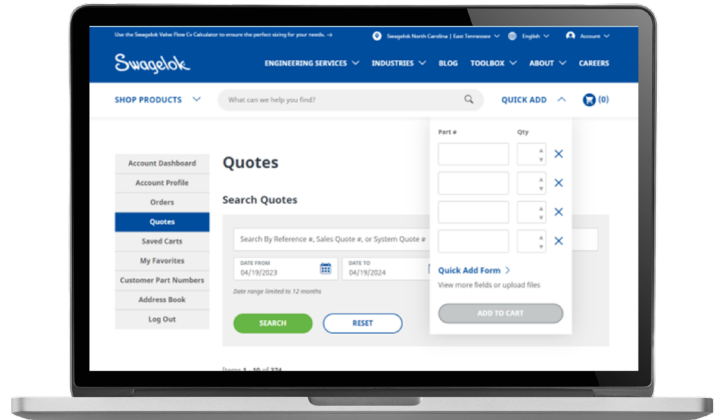 Use the Swagelok Valve Flow Cv Calculator to ensure the perfect sizing for your needs. →
Swagelok North Carolina | East Tennessee
English
Account
Swagelok
ENGINEERING SERVICES
INDUSTRIES
BLOG
TOOLBOX
ABOUT
CAREERS
SHOP PRODUCTS
What can we help you find?
QUICK ADD
(0)
Part #
Qty
Account Dashboard
Account Profile
Orders
Quotes
Saved Carts
My Favorites
Customer Part Numbers
Address Book
Log Out
Quotes
Search Quotes
Search By Reference #, Sales Quote #, or System Quote #
DATE FROM
04/19/2023
DATE TO
04/19/2024
Date range limited to 12 months
SEARCH
RESET
Quick Add Form
View more fields or upload files
ADD TO CART
Items 1 - 10 of 374